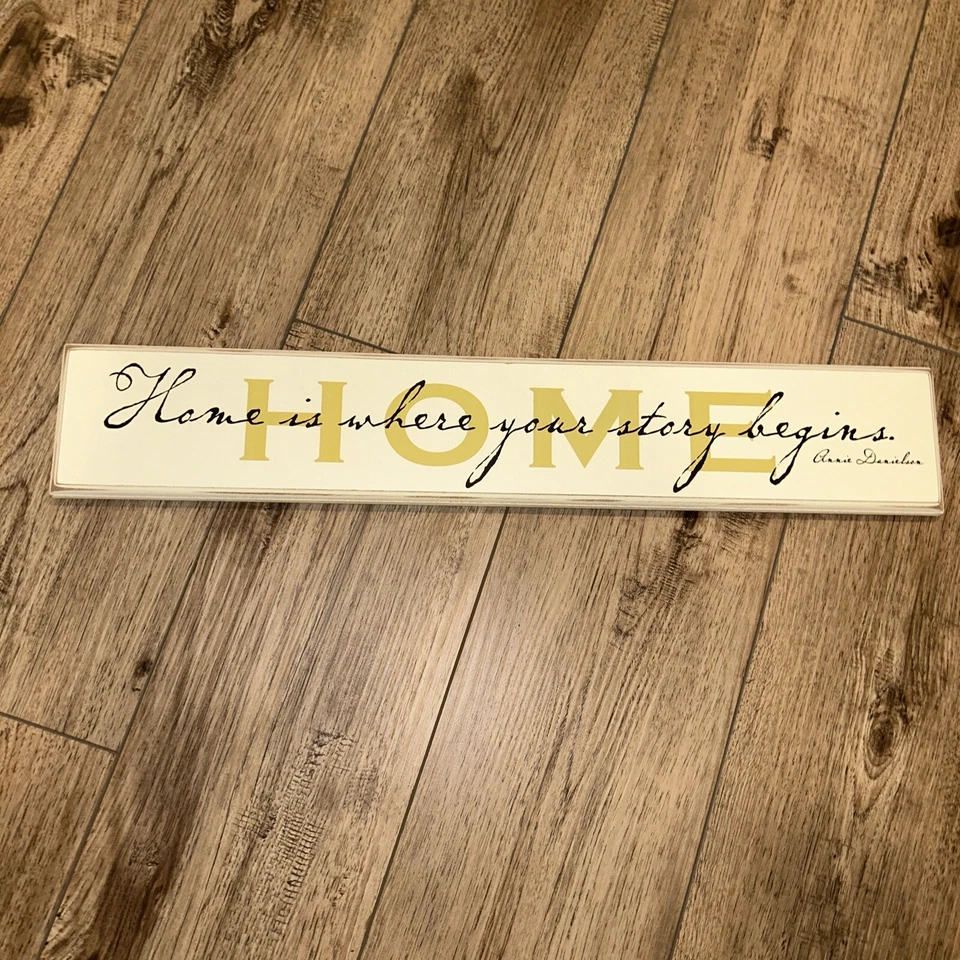 HOME
Home is where your story begins.
Annie Danielson